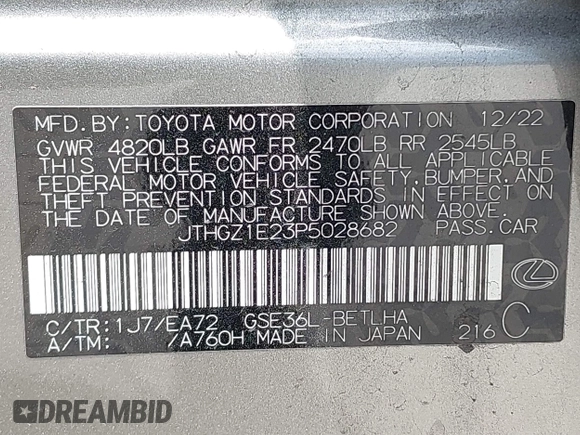 MFD.BY:TOYOTA MOTOR CORPORATION 12/22
GVWR 4820LB GAWR FR 2470LB RR 2545LB
THIS VEHICLE CONFORMS TO ALL APPLICABLE
FEDERAL MOTOR VEHICLE SAFETY,BUMPER,AND
THEFT PREVENTION STANDARDS IN EFFECT ON
THE DATE OF MANUFACTURE SHOWN ABOVE.
JTHGZ1E23P5028682 PASS.CAR
C/TR:1J7/EA72 GSE36L-BETLHA
A/TM: /A760H MADE IN JAPAN 216 C
DREAMBID